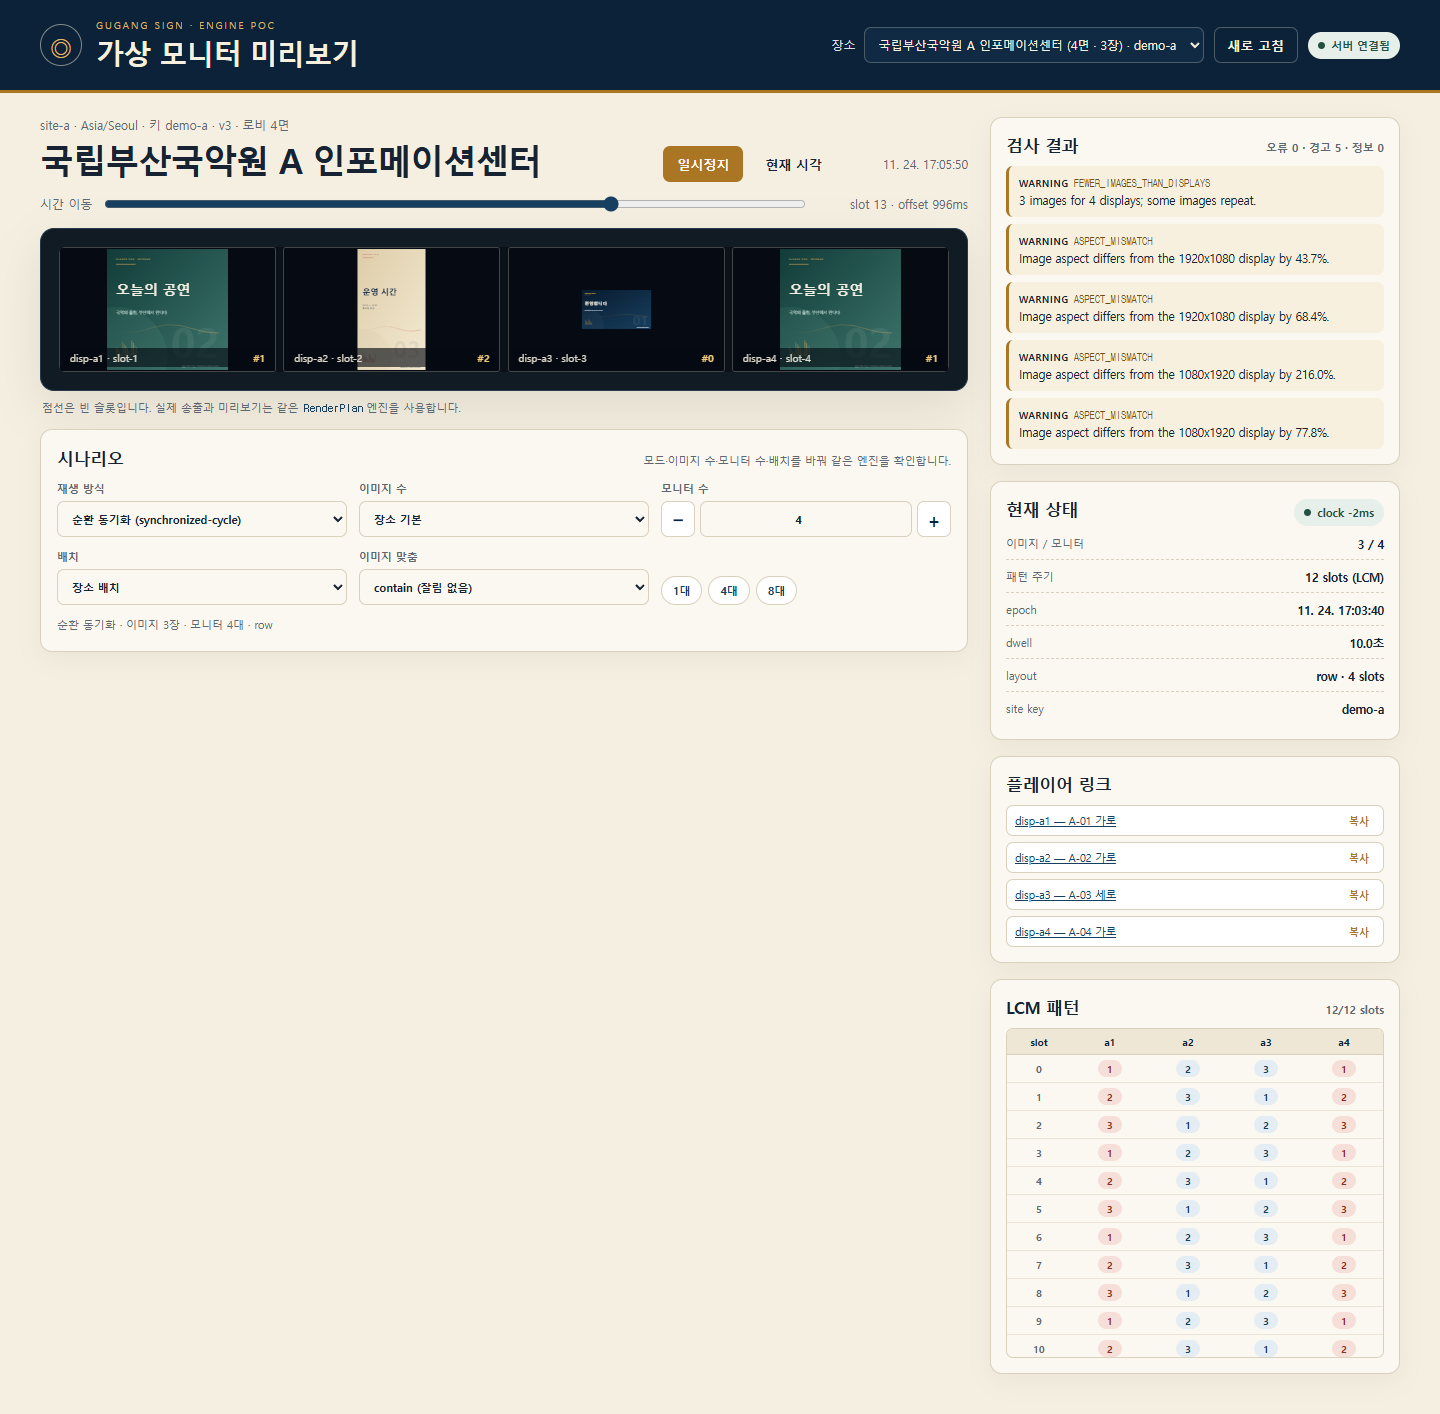 GUGANG SIGN · ENGINE POC
가상 모니터 미리보기
장소
국립부산국악원 A 인포메이션센터 (4면 · 3장) · demo-a
새로 고침
서버 연결됨
site-a · Asia/Seoul · 키 demo-a · v3 · 로비 4면
국립부산국악원 A 인포메이션센터
일시정지
현재 시각
11. 24. 17:05:50
시간 이동
slot 13 · offset 996ms
오늘의 공연
02
disp-a1 · slot-1
#1
운영 시간
03
disp-a2 · slot-2
#2
disp-a3 · slot-3
#0
오늘의 공연
02
disp-a4 · slot-4
#1
점선은 빈 슬롯입니다. 실제 송출과 미리보기는 같은 RenderPlan 엔진을 사용합니다.
시나리오
모드·이미지 수·모니터 수·배치를 바꿔 같은 엔진을 확인합니다.
재생 방식
이미지 수
모니터 수
순환 동기화 (synchronized-cycle)
장소 기본
−
4
+
배치
이미지 맞춤
장소 배치
contain (잘림 없음)
1대
4대
8대
순환 동기화 · 이미지 3장 · 모니터 4대 · row
검사 결과
오류 0 · 경고 5 · 정보 0
WARNING FEWER_IMAGES_THAN_DISPLAYS
3 images for 4 displays; some images repeat.
WARNING ASPECT_MISMATCH
Image aspect differs from the 1920x1080 display by 43.7%.
WARNING ASPECT_MISMATCH
Image aspect differs from the 1920x1080 display by 68.4%.
WARNING ASPECT_MISMATCH
Image aspect differs from the 1080x1920 display by 216.0%.
WARNING ASPECT_MISMATCH
Image aspect differs from the 1080x1920 display by 77.8%.
현재 상태
clock -2ms
이미지 / 모니터
3 / 4
패턴 주기
12 slots (LCM)
epoch
11. 24. 17:03:40
dwell
10.0초
layout
row · 4 slots
site key
demo-a
플레이어 링크
disp-a1 — A-01 가로
복사
disp-a2 — A-02 가로
복사
disp-a3 — A-03 세로
복사
disp-a4 — A-04 가로
복사
LCM 패턴
12/12 slots
slot a1 a2 a3 a4
0 1 2 3 1
1 2 3 1 2
2 3 1 2 3
3 1 2 3 1
4 2 3 1 2
5 3 1 2 3
6 1 2 3 1
7 2 3 1 2
8 3 1 2 3
9 1 2 3 1
10 2 3 1 2